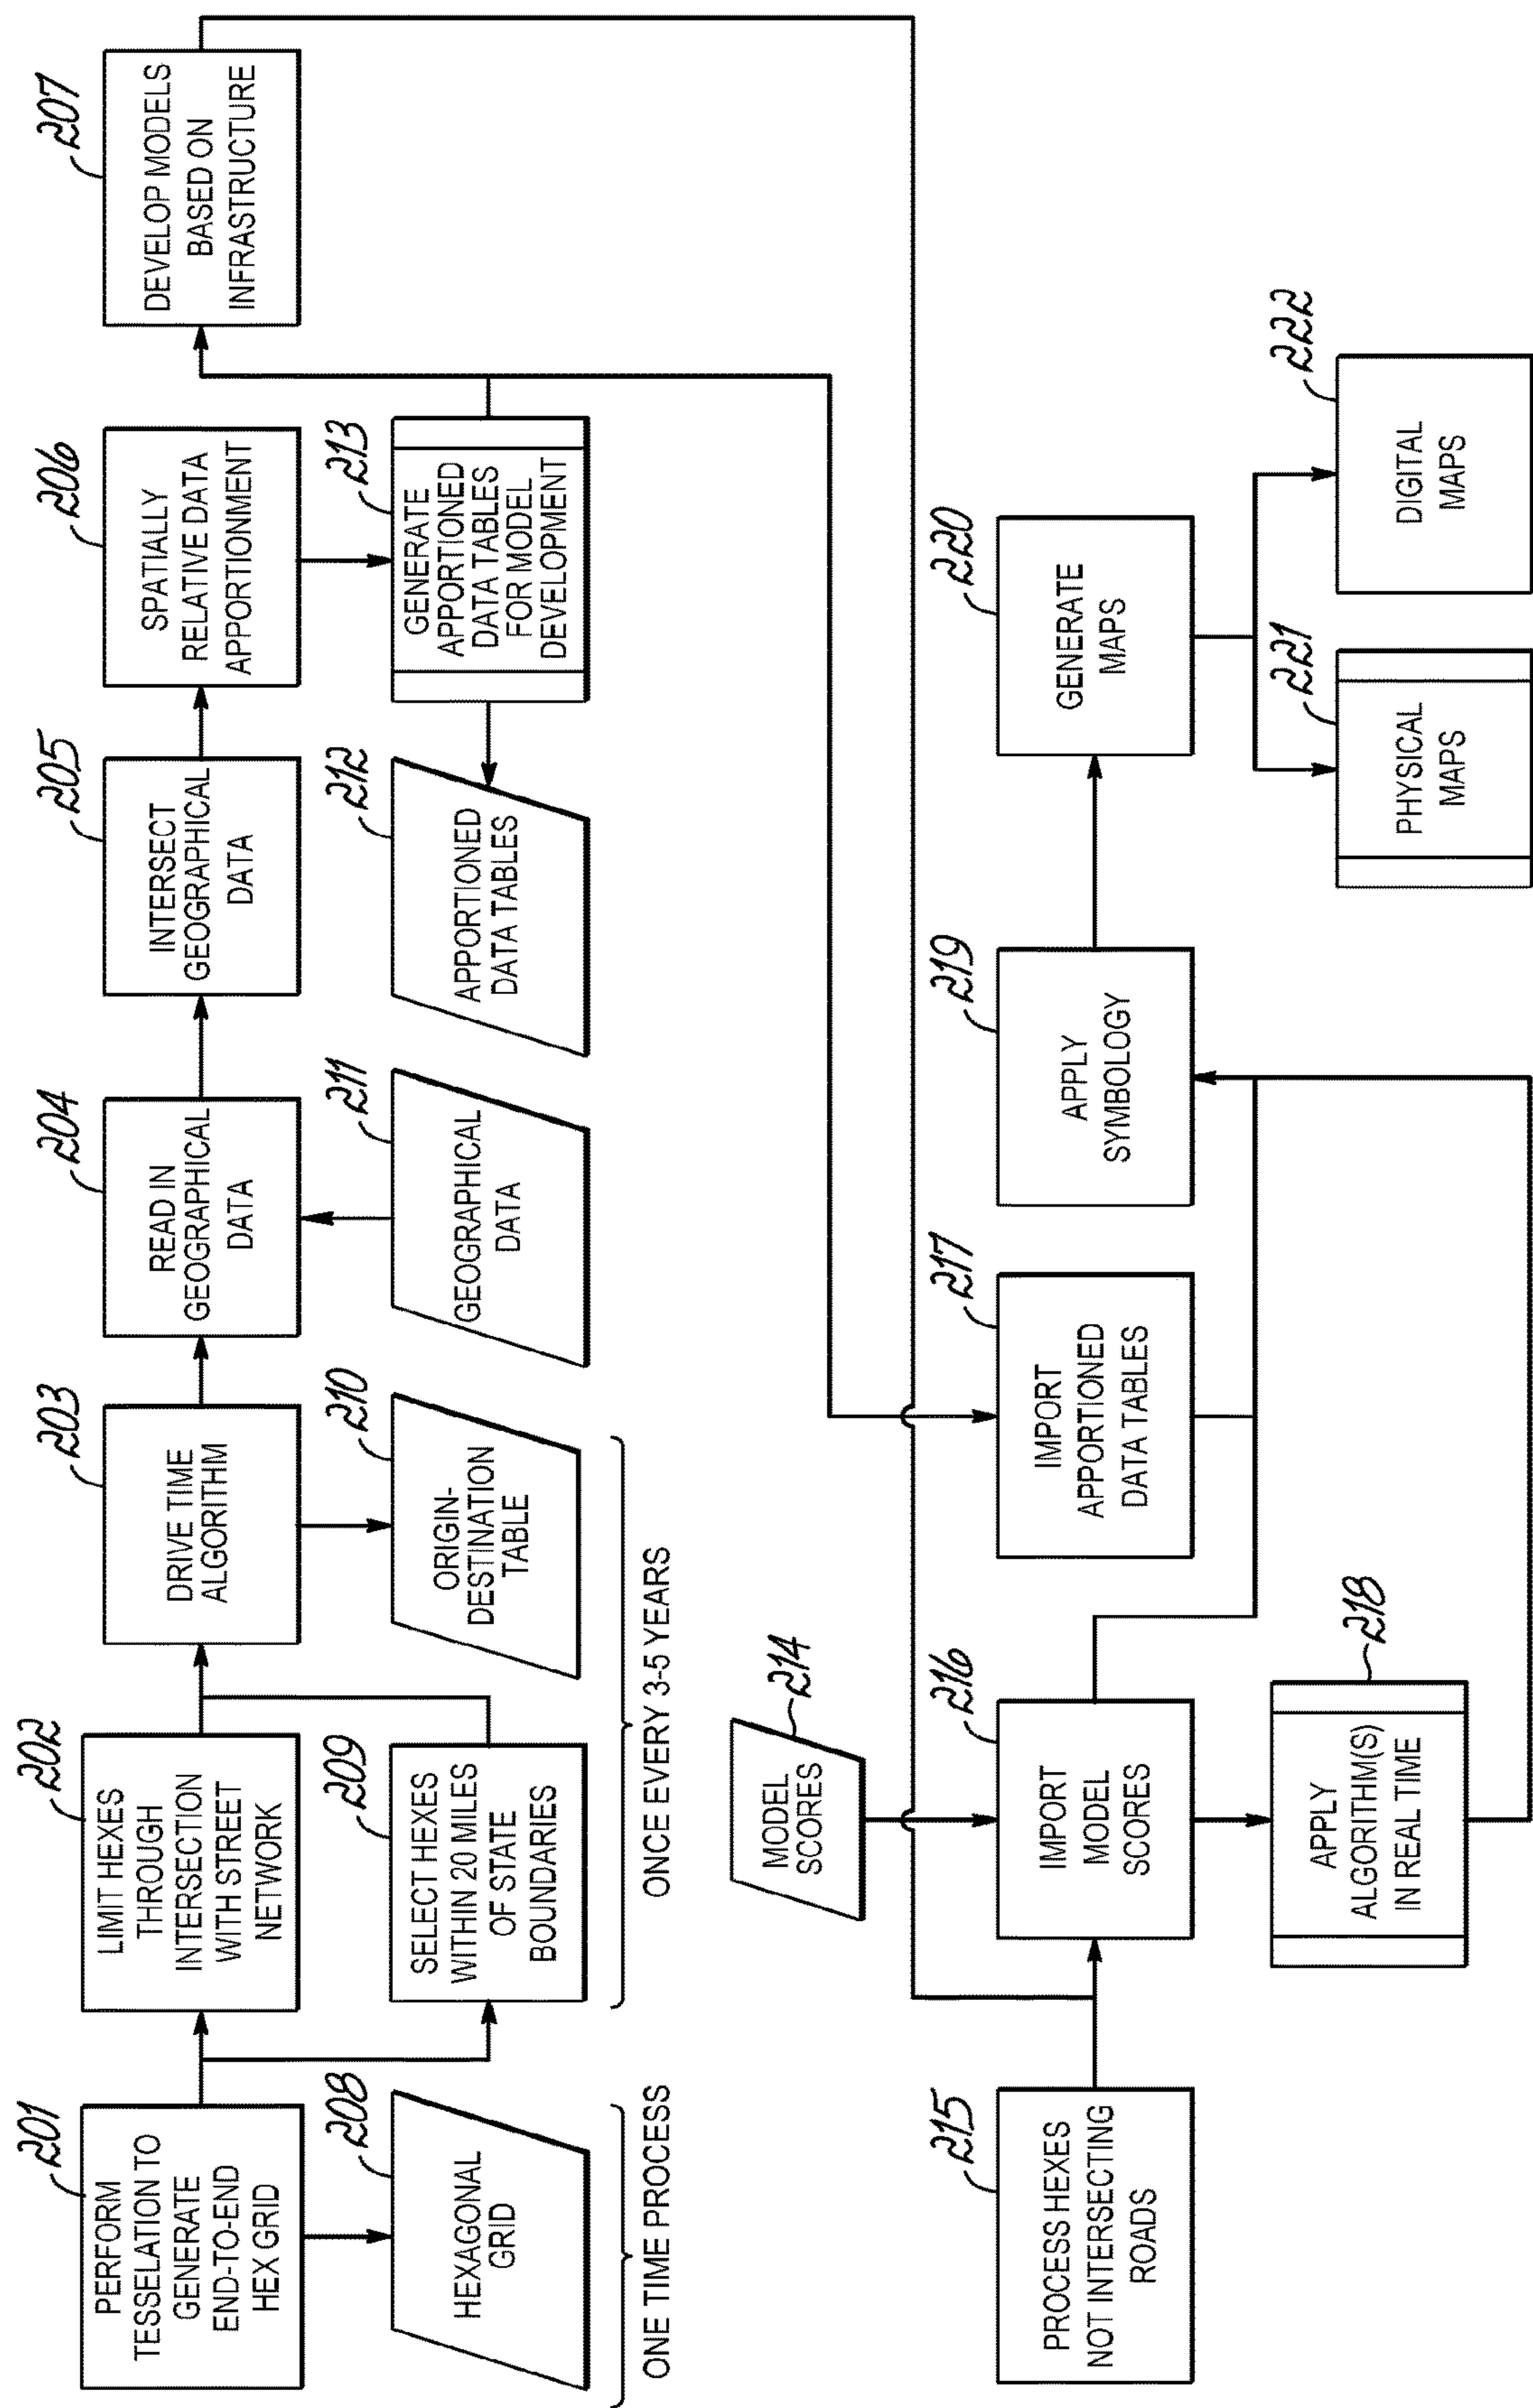 201
PERFORM
TESSELATION TO
GENERATE
END-TO-END
HEX GRID
202
LIMIT HEXES
THROUGH
INTERSECTION
WITH STREET
NETWORK
203
DRIVE TIME
ALGORITHM
204
READ IN
GEOGRAPHICAL
DATA
205
INTERSECT
GEOGRAPHICAL
DATA
206
SPATIALLY
RELATIVE DATA
APPORTIONMENT
207
DEVELOP MODELS
BASED ON
INFRASTRUCTURE
208
HEXAGONAL
GRID
209
SELECT HEXES
WITHIN 20 MILES
OF STATE
BOUNDARIES
210
ORIGIN-
DESTINATION
TABLE
211
GEOGRAPHICAL
DATA
212
APPORTIONED
DATA TABLES
213
GENERATE
APPORTIONED
DATA TABLES
FOR MODEL
DEVELOPMENT
ONE TIME PROCESS
ONCE EVERY 3-5 YEARS
MODEL
SCORES
214
215
PROCESS HEXES
NOT INTERSECTING
ROADS
216
IMPORT
MODEL
SCORES
217
IMPORT
APPORTIONED
DATA TABLES
219
APPLY
SYMBOLOGY
220
GENERATE
MAPS
218
APPLY
ALGORITHM(S)
IN REAL TIME
221
PHYSICAL
MAPS
222
DIGITAL
MAPS